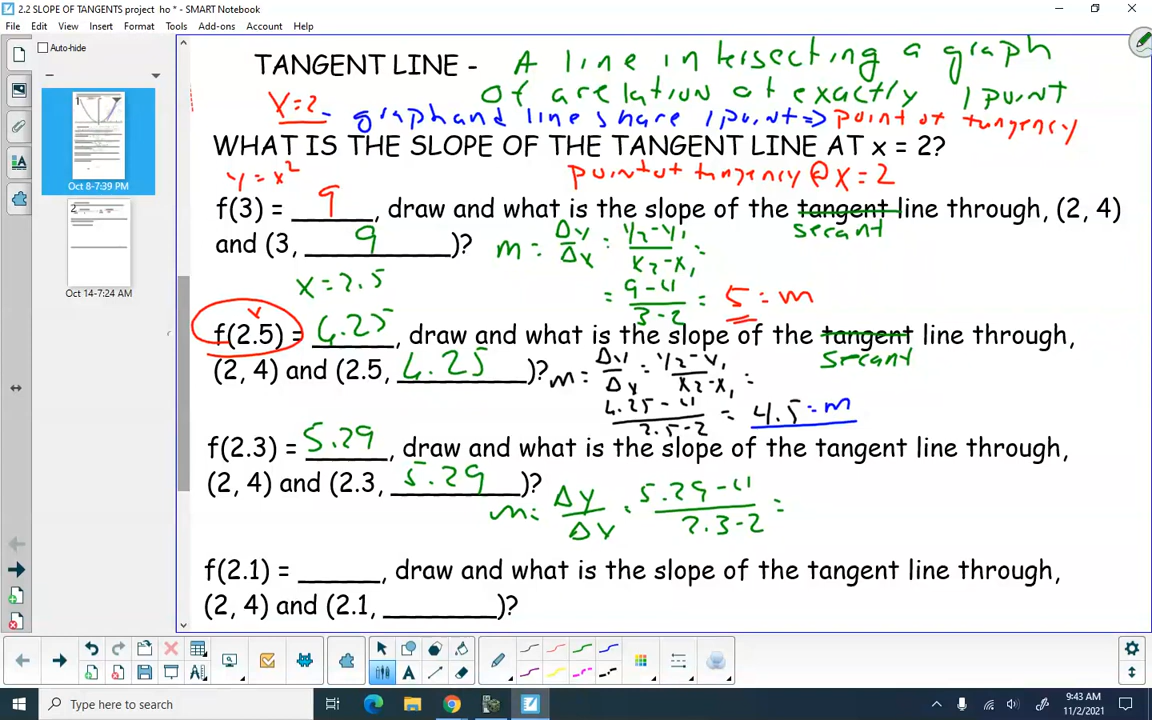 2.2 SLOPE OF TANGENTS project ho * - SMART Notebook
File Edit View Insert Format Tools Add-ons Help
Auto-hide
1
Oct 8-7:39 PM
2
Oct 14-7:24 AM
TANGENT LINE - A line intersecting a graph
of a relation at exactly 1 point
x=2 - graph and line share 1 point => point of tangency
WHAT IS THE SLOPE OF THE TANGENT LINE AT x = 2?
y = x² point of tangency @ x = 2
f(3) = 9, draw and what is the slope of the tangent line through, (2, 4)
secant
and (3, 9)? m = Δy/Δx = y₂-y₁/x₂-x₁ =
x = 2.5 = 9-4/3-2 = 5 = m
f(2.5) = 6.25, draw and what is the slope of the tangent line through,
secant
(2, 4) and (2.5, 6.25)? m = Δy/Δx = y₂-y₁/x₂-x₁ =
6.25-4/2.5-2 = 4.5 = m
f(2.3) = 5.29, draw and what is the slope of the tangent line through,
(2, 4) and (2.3, 5.29)?
m = Δy/Δx = 5.29-4/2.3-2 =
f(2.1) = ______, draw and what is the slope of the tangent line through,
(2, 4) and (2.1, ________)?
Type here to search
9:43 AM
11/2/2021